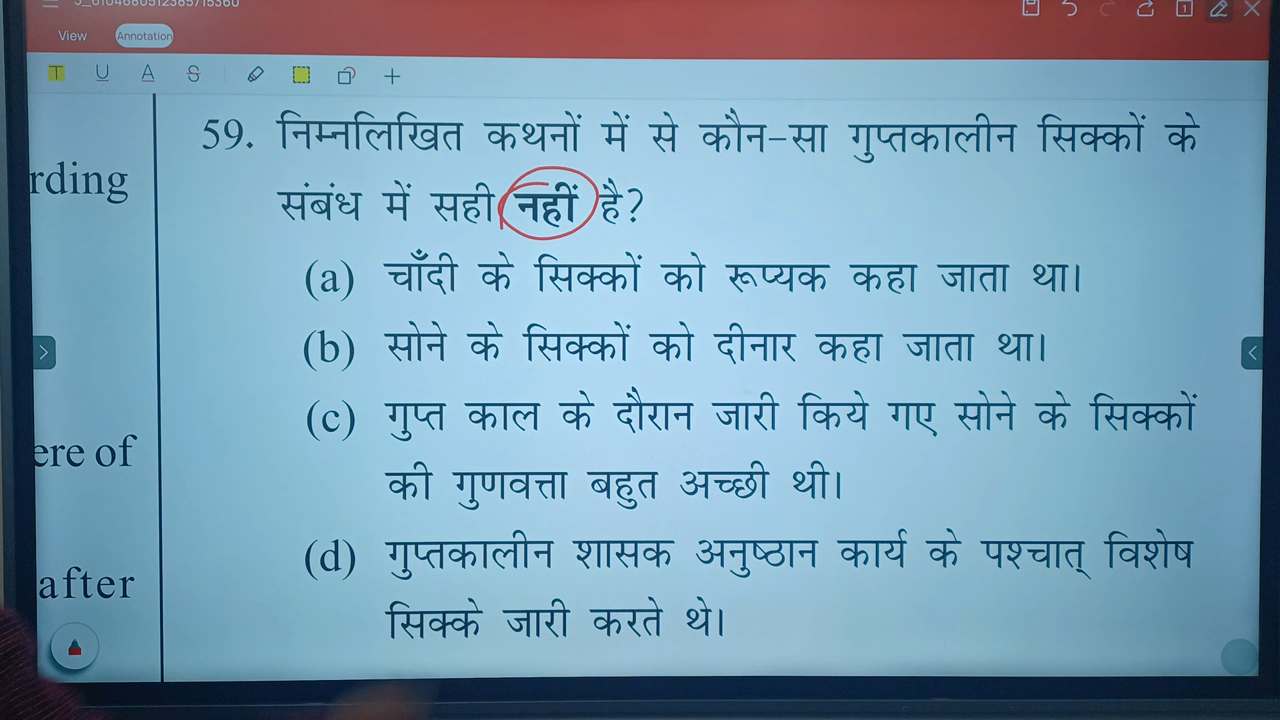 View Annotation
rding
ere of
after
59. निम्नलिखित कथनों में से कौन-सा गुप्तकालीन सिक्कों के
संबंध में सही नहीं है?
(a) चाँदी के सिक्कों को रूप्यक कहा जाता था।
(b) सोने के सिक्कों को दीनार कहा जाता था।
(c) गुप्त काल के दौरान जारी किये गए सोने के सिक्कों
की गुणवत्ता बहुत अच्छी थी।
(d) गुप्तकालीन शासक अनुष्ठान कार्य के पश्चात् विशेष
सिक्के जारी करते थे।